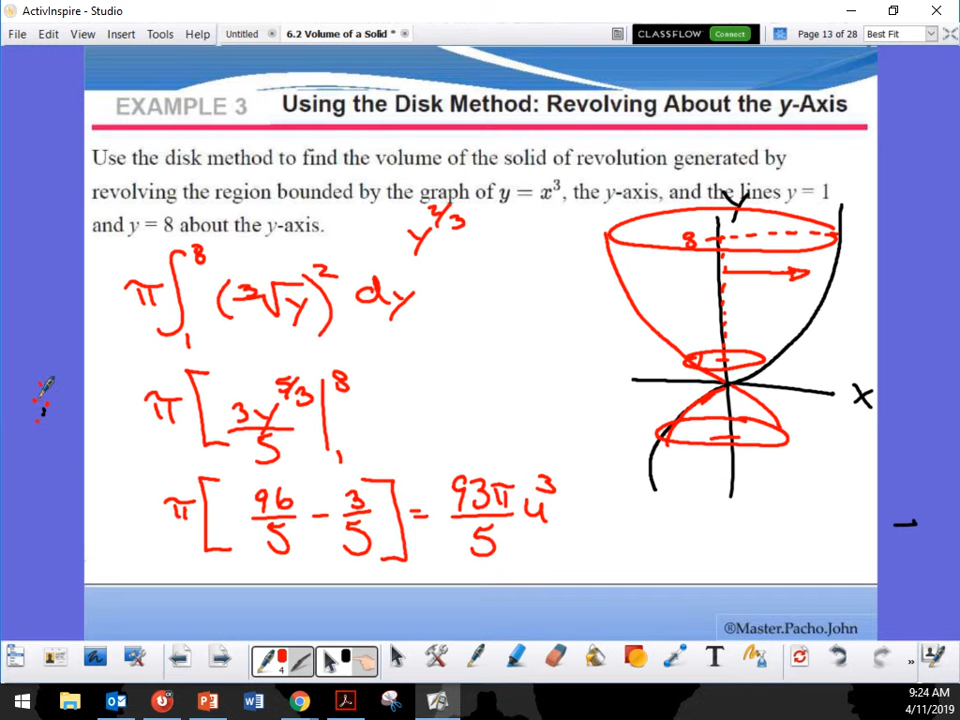 ActivInspire - Studio
File Edit View Insert Tools Help Untitled 6.2 Volume of a Solid * CLASSFLOW Connect Page 13 of 28 Best Fit
EXAMPLE 3 Using the Disk Method: Revolving About the y-Axis
Use the disk method to find the volume of the solid of revolution generated by
revolving the region bounded by the graph of y = x³, the y-axis, and the lines y = 1
and y = 8 about the y-axis.
y^2/3
π ∫₁⁸ (³√y)² dy
π [ 3y^5/3 / 5 |₁⁸
π [ 96/5 - 3/5 ] = 93π/5 u³
Y
8
X
®Master.Pacho.John
4
T
»
9:24 AM
4/11/2019